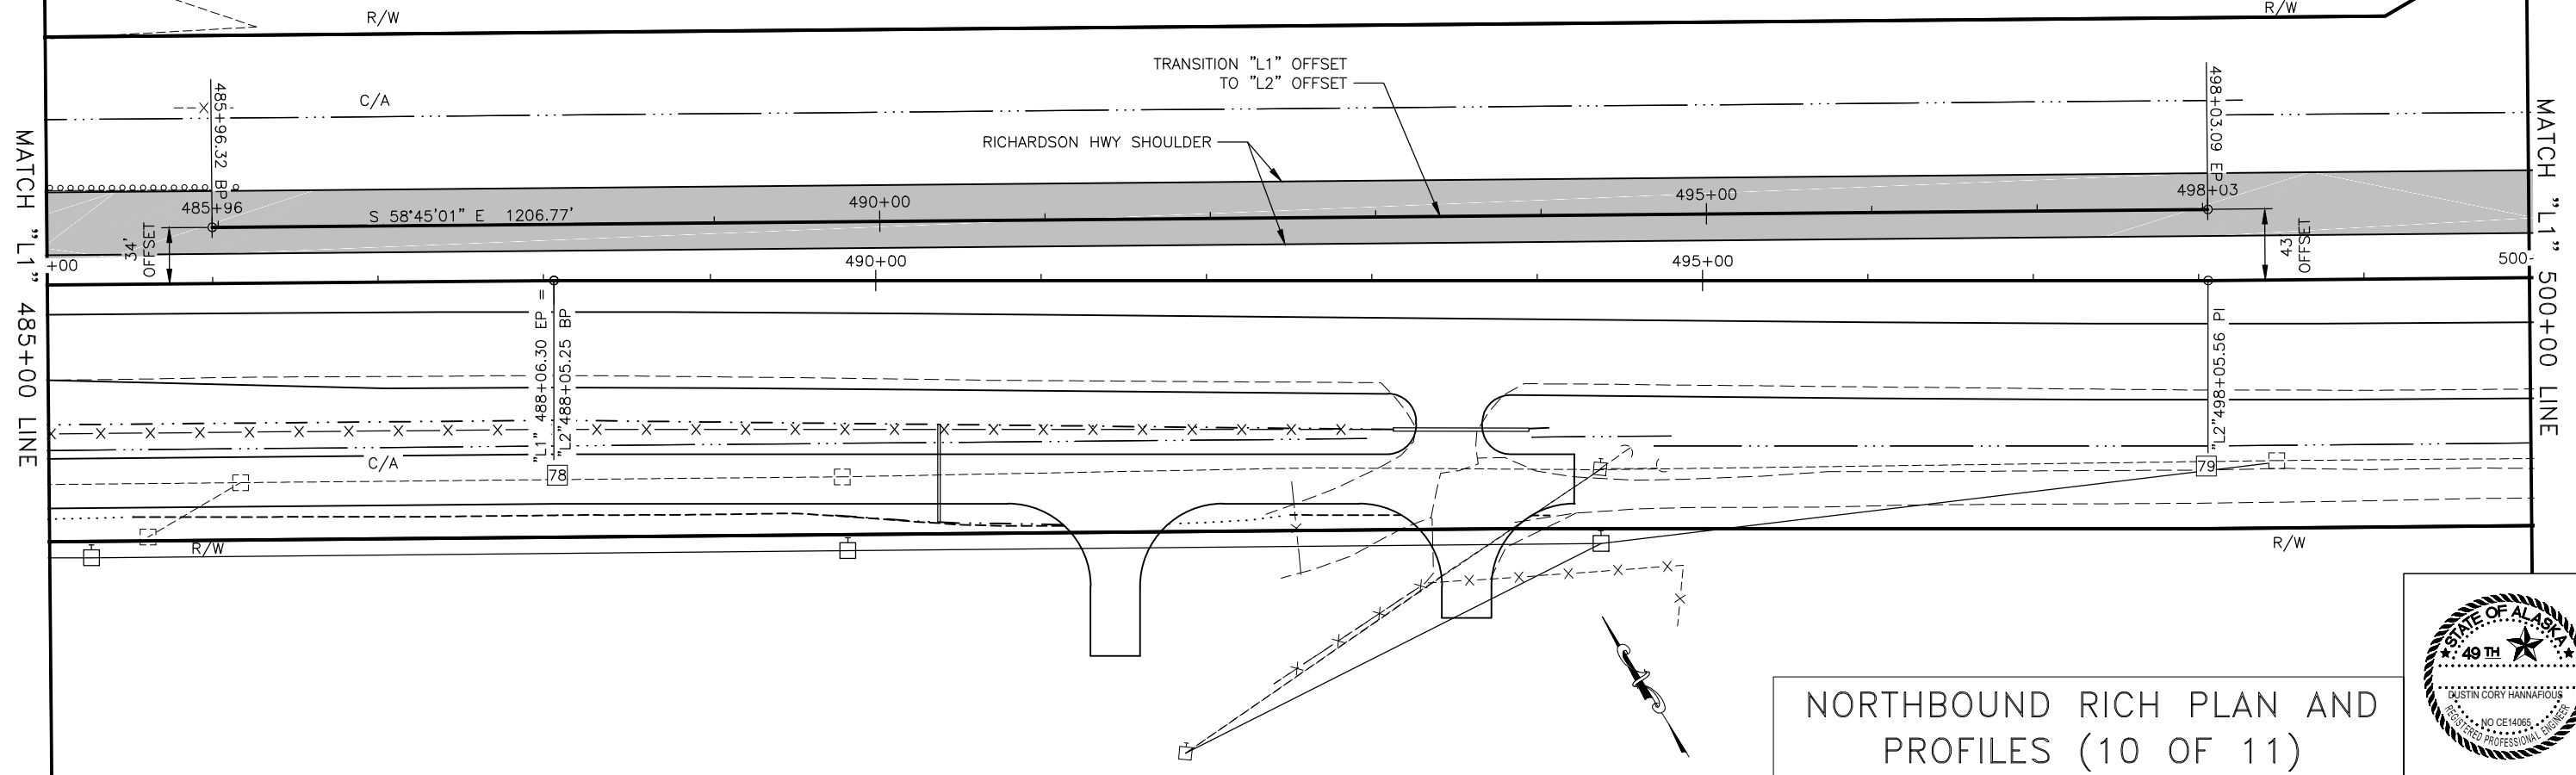 R/W
R/W
TRANSITION "L1" OFFSET
TO "L2" OFFSET
C/A
485+96.32 BP
498+03.09 EP
RICHARDSON HWY SHOULDER
MATCH "L1" 485+00 LINE
MATCH "L1" 500+00 LINE
485+96
490+00
495+00
498+03
S 58°45'01" E 1206.77'
34'
OFFSET
43'
OFFSET
+00
490+00
495+00
500-
"L1" 488+06.30 EP =
"L2"488+05.25 BP
"L2"498+05.56 PI
C/A
78
79
R/W
R/W
NORTHBOUND RICH PLAN AND
PROFILES (10 OF 11)
STATE OF ALASKA
49 TH
DUSTIN CORY HANNAFIOUS
NO CE14065
REGISTERED PROFESSIONAL ENGINEER